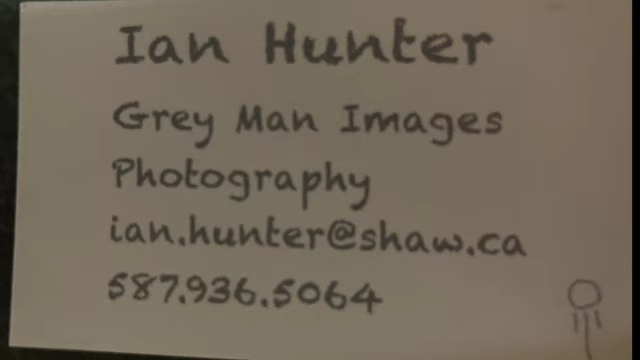 Ian Hunter
Grey Man Images
Photography
ian.hunter@shaw.ca
587.936.5064